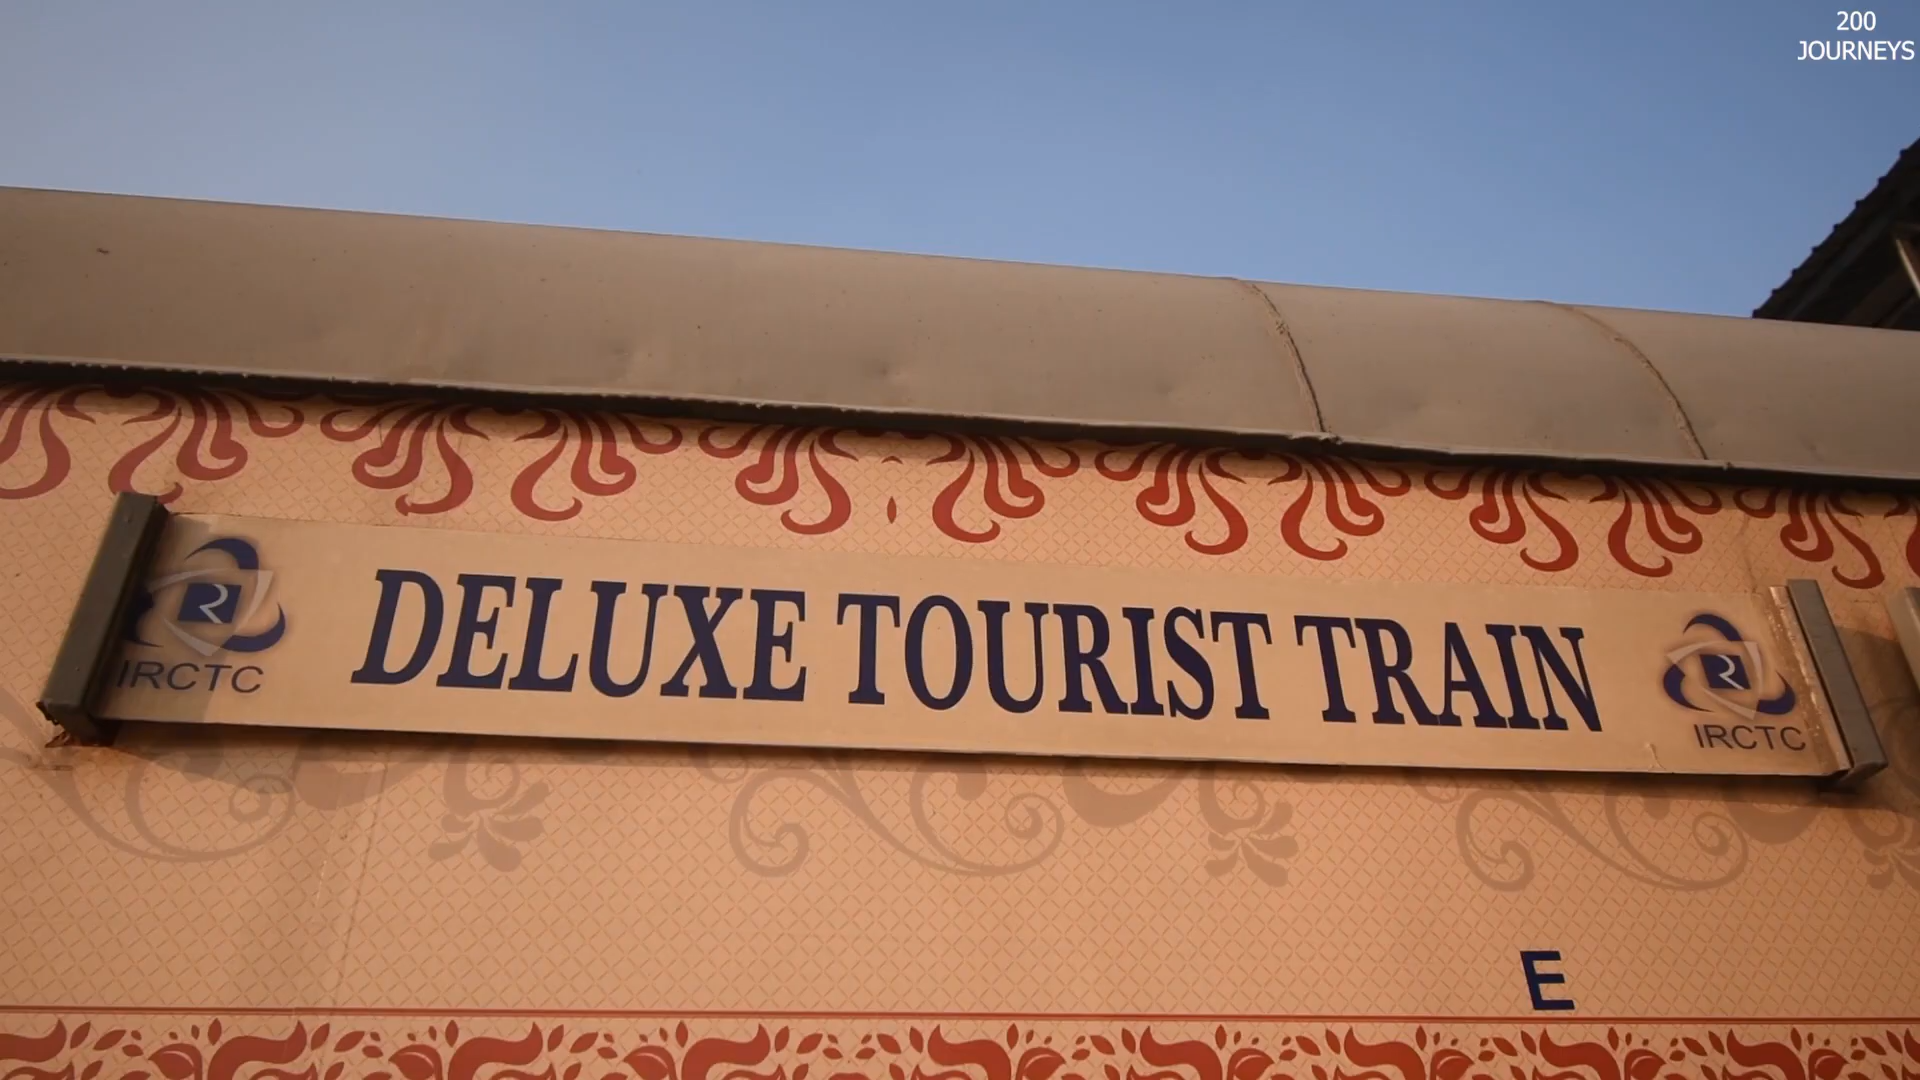 200
JOURNEYS
IRCTC
DELUXE TOURIST TRAIN
IRCTC
E